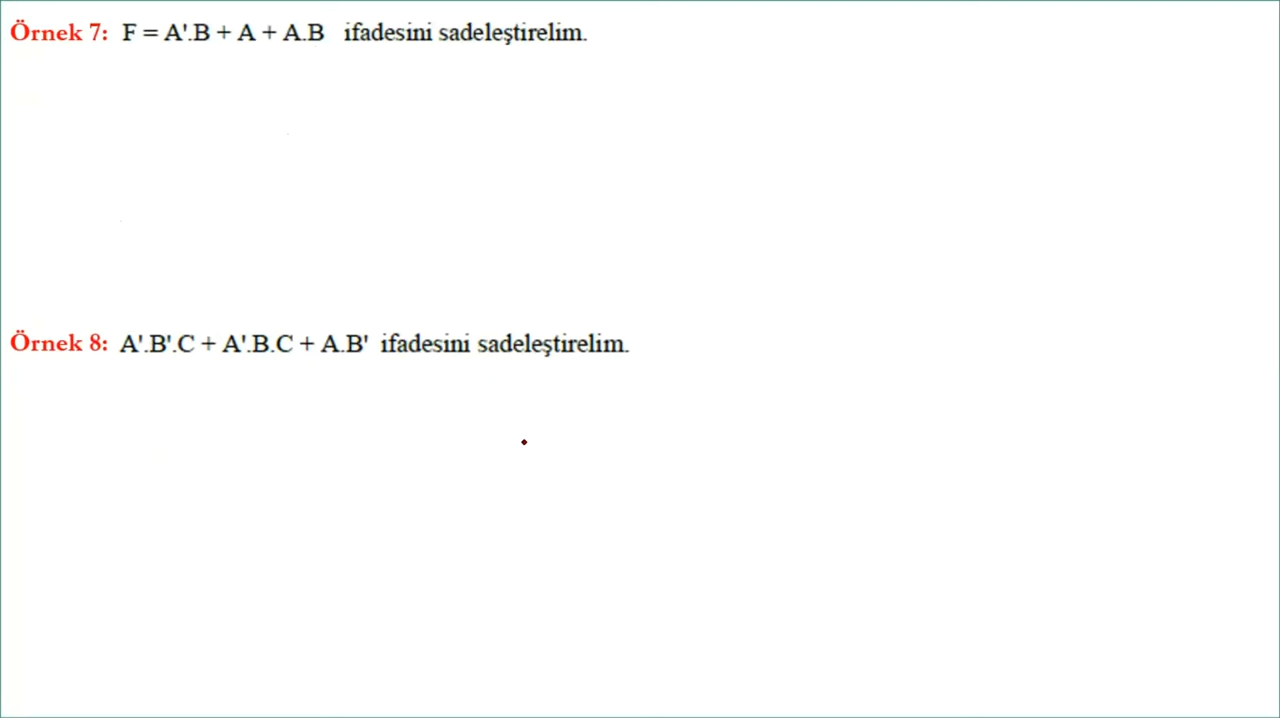 Örnek 7: F = A'.B + A + A.B ifadesini sadeleştirelim.
Örnek 8: A'.B'.C + A'.B.C + A.B' ifadesini sadeleştirelim.